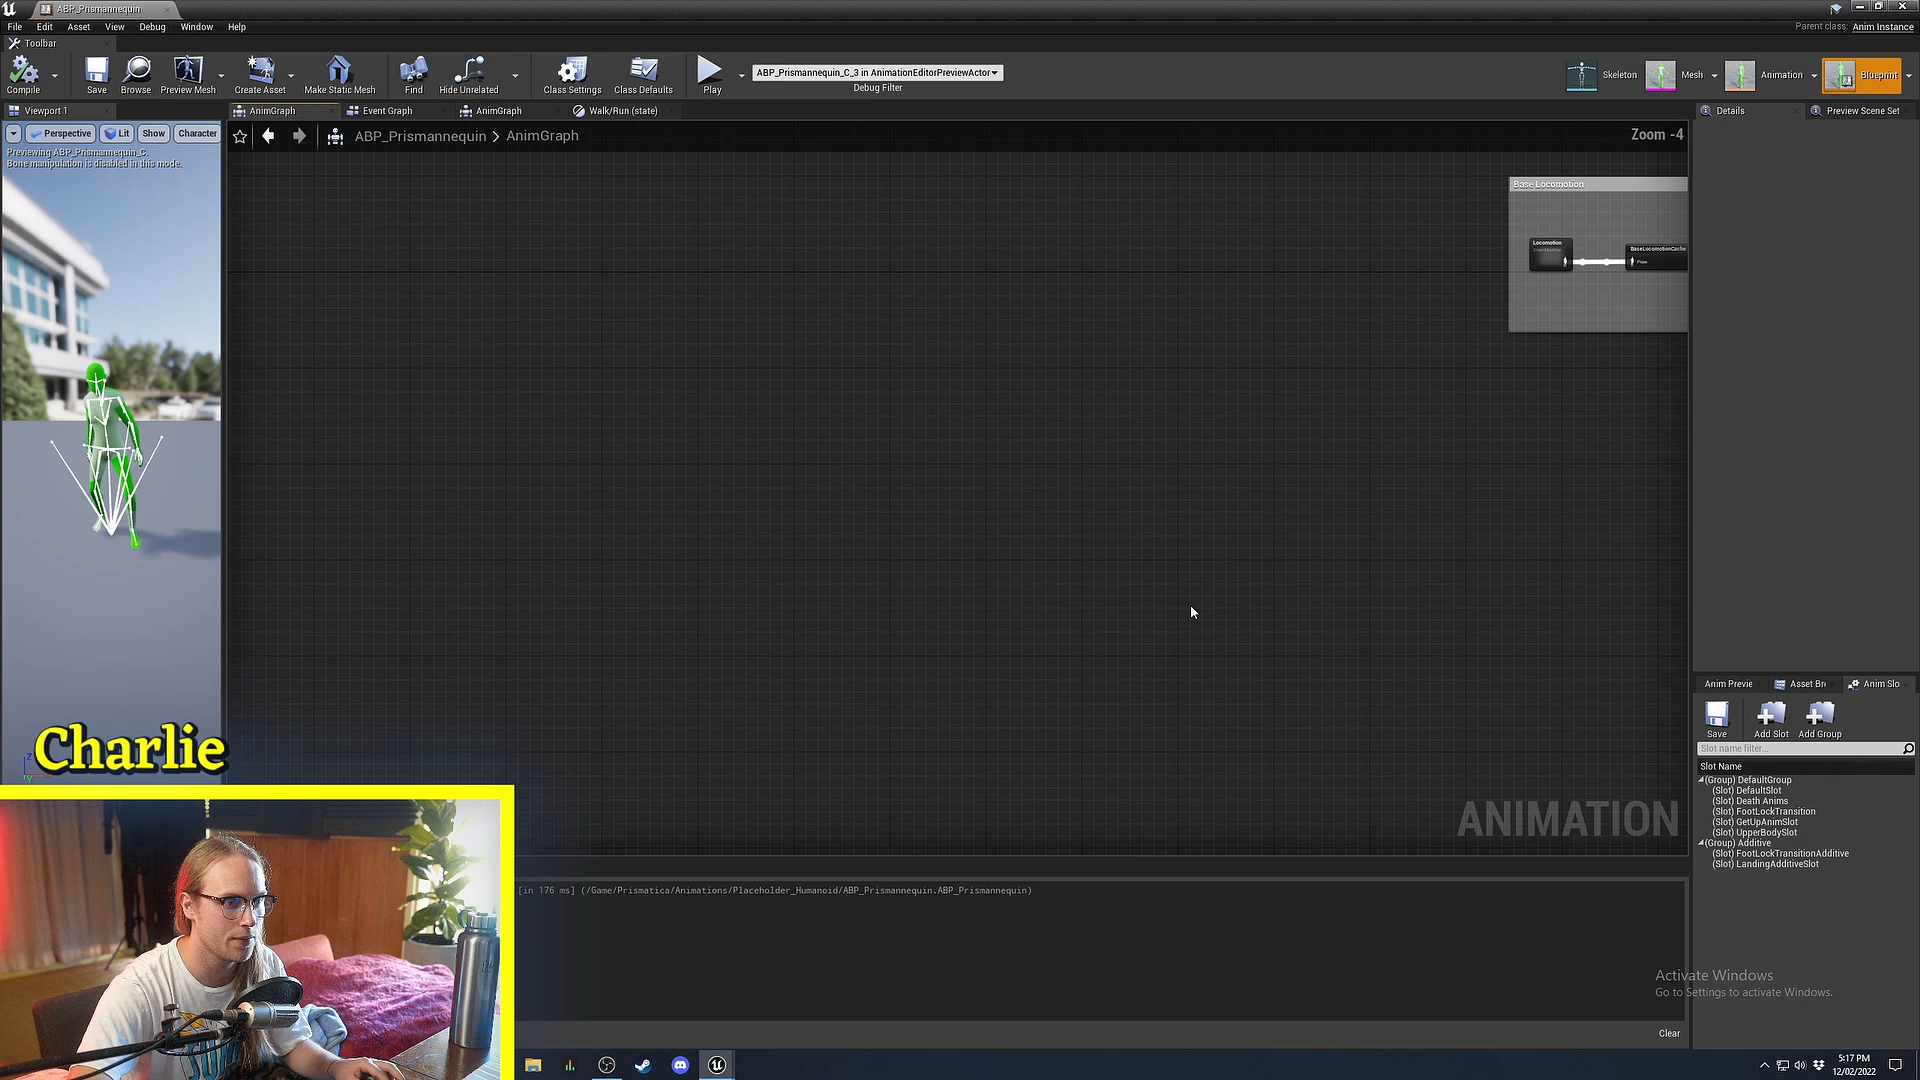 ABP_Prismannequin
File Edit Asset View Debug Window Help
Parent class: Anim Instance
Toolbar
Compile Save Browse Preview Mesh Create Asset Make Static Mesh Find Hide Unrelated Class Settings Class Defaults Play
ABP_Prismannequin_C_3 in AnimationEditorPreviewActor
Debug Filter
Skeleton Mesh Animation Blueprint
Viewport 1
AnimGraph Event Graph AnimGraph Walk/Run (state)
Details Preview Scene Set
Perspective Lit Show Character
Previewing ABP_Prismannequin_C.
Bone manipulation is disabled in this mode.
ABP_Prismannequin > AnimGraph
Zoom -4
Base Locomotion
Locomotion
BaseLocomotionCache
Pose
ANIMATION
Anim Previe Asset Br Anim Slo
Save Add Slot Add Group
Slot name filter...
Slot Name
(Group) DefaultGroup
(Slot) DefaultSlot
(Slot) Death Anims
(Slot) FootLockTransition
(Slot) GetUpAnimSlot
(Slot) UpperBodySlot
(Group) Additive
(Slot) FootLockTransitionAdditive
(Slot) LandingAdditiveSlot
Charlie
[in 176 ms] (/Game/Prismatica/Animations/Placeholder_Humanoid/ABP_Prismannequin.ABP_Prismannequin)
Activate Windows
Go to Settings to activate Windows.
Clear
5:17 PM
12/02/2022